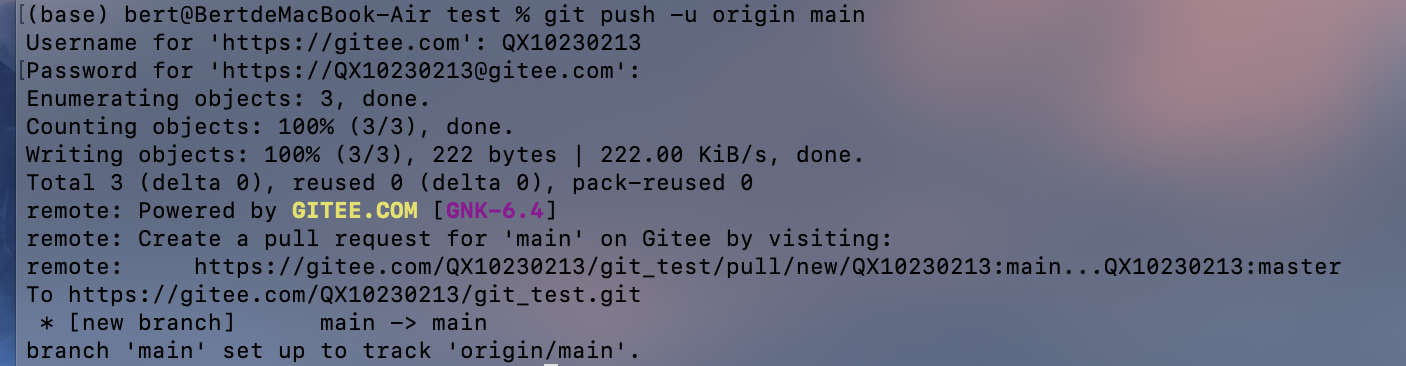 [(base) bert@BertdeMacBook-Air test % git push -u origin main
Username for 'https://gitee.com': QX10230213
[Password for 'https://QX10230213@gitee.com':
Enumerating objects: 3, done.
Counting objects: 100% (3/3), done.
Writing objects: 100% (3/3), 222 bytes | 222.00 KiB/s, done.
Total 3 (delta 0), reused 0 (delta 0), pack-reused 0
remote: Powered by GITEE.COM [GNK-6.4]
remote: Create a pull request for 'main' on Gitee by visiting:
remote:     https://gitee.com/QX10230213/git_test/pull/new/QX10230213:main...QX10230213:master
To https://gitee.com/QX10230213/git_test.git
 * [new branch]      main -> main
branch 'main' set up to track 'origin/main'.